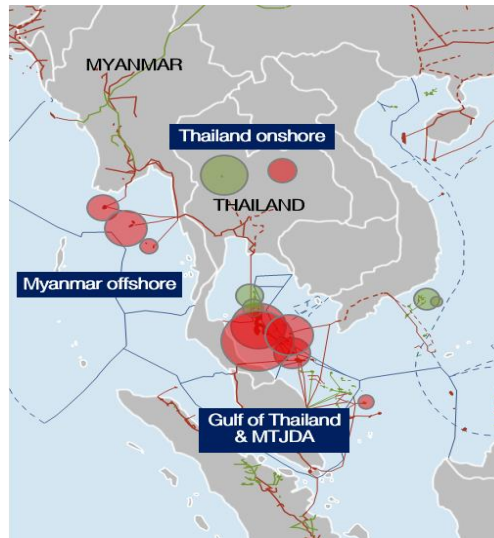 MYANMAR
Thailand onshore
THAILAND
Myanmar offshore
Gulf of Thailand
& MTJDA